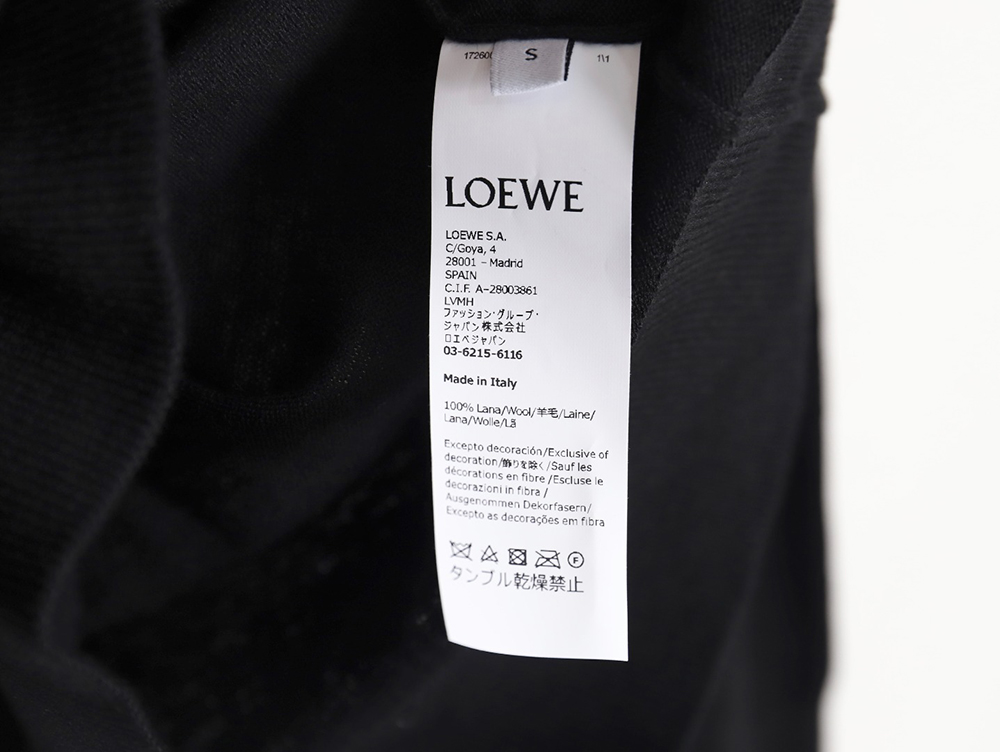 172600
S
1\1
LOEWE
LOEWE S.A.
C/Goya, 4
28001 – Madrid
SPAIN
C.I.F. A-28003861
LVMH
ファッション・グループ・
ジャパン株式会社
ロエベジャパン
03-6215-6116
Made in Italy
100% Lana/Wool/羊毛/Laine/
Lana/Wolle/Lã
Excepto decoración/Exclusive of
decoration/飾りを除く/Sauf les
décorations en fibre /Escluse le
decorazioni in fibra /
Ausgenommen Dekorfasern/
Excepto as decorações em fibra
F
タンブル乾燥禁止